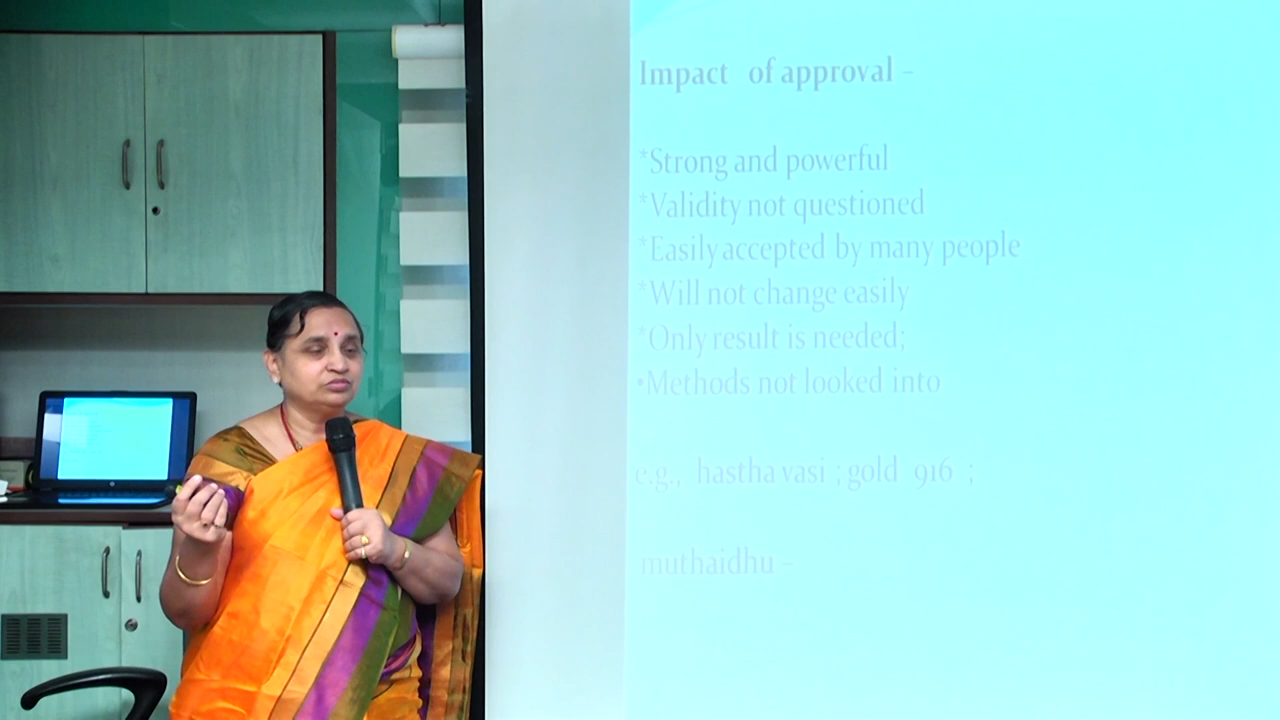 Impact of approval –
*Strong and powerful
*Validity not questioned
*Easily accepted by many people
*Will not change easily
*Only result is needed;
•Methods not looked into
e.g., hastha vasi ; gold 916 ;
muthaidhu –